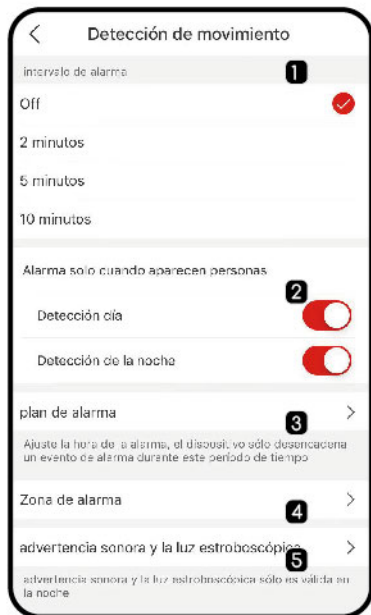 Detección de movimiento
intervalo de alarma
1
Off
2 minutos
5 minutos
10 minutos
Alarma solo cuando aparecen personas
2
Detección día
Detección de la noche
plan de alarma
3
Ajuste la hora de la alarma, el dispositivo sólo desencadena
un evento de alarma durante este período de tiempo
Zona de alarma
4
advertencia sonora y la luz estroboscópica
5
advertencia sonora y la luz estroboscópica sólo es válida en
la noche